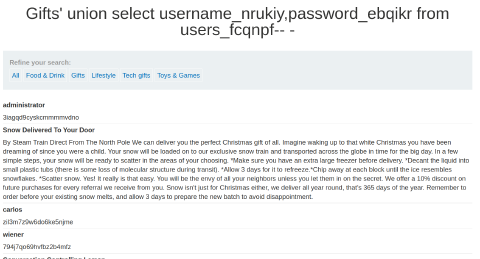 Gifts' union select username_nrukiy,password_ebqikr from
users_fcqnpf-- -
Refine your search:
All Food & Drink Gifts Lifestyle Tech gifts Toys & Games
administrator
3iagqd9cyskcmmmmvdno
Snow Delivered To Your Door
By Steam Train Direct From The North Pole We can deliver you the perfect Christmas gift of all. Imagine waking up to that white Christmas you have been
dreaming of since you were a child. Your snow will be loaded on to our exclusive snow train and transported across the globe in time for the big day. In a few
simple steps, your snow will be ready to scatter in the areas of your choosing. *Make sure you have an extra large freezer before delivery. *Decant the liquid into
small plastic tubs (there is some loss of molecular structure during transit). *Allow 3 days for it to refreeze.*Chip away at each block until the ice resembles
snowflakes. *Scatter snow. Yes! It really is that easy. You will be the envy of all your neighbors unless you let them in on the secret. We offer a 10% discount on
future purchases for every referral we receive from you. Snow isn't just for Christmas either, we deliver all year round, that's 365 days of the year. Remember to
order before your existing snow melts, and allow 3 days to prepare the new batch to avoid disappointment.
carlos
zil3m7z9w6do6ke5njme
wiener
794j7qo69hvfbz2b4mfz